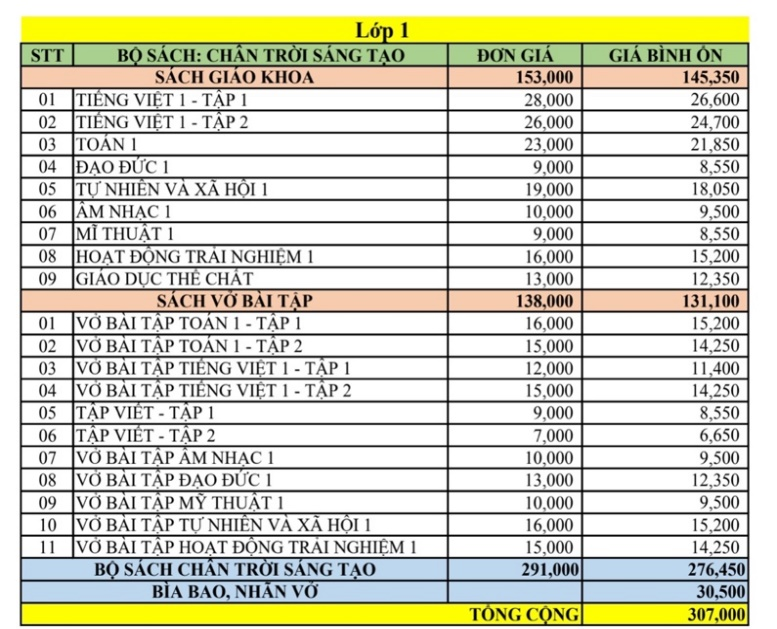 Lớp 1
STT BỘ SÁCH: CHÂN TRỜI SÁNG TẠO ĐƠN GIÁ GIÁ BÌNH ỔN
SÁCH GIÁO KHOA 153,000 145,350
01 TIẾNG VIỆT 1 - TẬP 1 28,000 26,600
02 TIẾNG VIỆT 1 - TẬP 2 26,000 24,700
03 TOÁN 1 23,000 21,850
04 ĐẠO ĐỨC 1 9,000 8,550
05 TỰ NHIÊN VÀ XÃ HỘI 1 19,000 18,050
06 ÂM NHẠC 1 10,000 9,500
07 MĨ THUẬT 1 9,000 8,550
08 HOẠT ĐỘNG TRẢI NGHIỆM 1 16,000 15,200
09 GIÁO DỤC THỂ CHẤT 13,000 12,350
SÁCH VỞ BÀI TẬP 138,000 131,100
01 VỞ BÀI TẬP TOÁN 1 - TẬP 1 16,000 15,200
02 VỞ BÀI TẬP TOÁN 1 - TẬP 2 15,000 14,250
03 VỞ BÀI TẬP TIẾNG VIỆT 1 - TẬP 1 12,000 11,400
04 VỞ BÀI TẬP TIẾNG VIỆT 1 - TẬP 2 15,000 14,250
05 TẬP VIẾT - TẬP 1 9,000 8,550
06 TẬP VIẾT - TẬP 2 7,000 6,650
07 VỞ BÀI TẬP ÂM NHẠC 1 10,000 9,500
08 VỞ BÀI TẬP ĐẠO ĐỨC 1 13,000 12,350
09 VỞ BÀI TẬP MỸ THUẬT 1 10,000 9,500
10 VỞ BÀI TẬP TỰ NHIÊN VÀ XÃ HỘI 1 16,000 15,200
11 VỞ BÀI TẬP HOẠT ĐỘNG TRẢI NGHIỆM 1 15,000 14,250
BỘ SÁCH CHÂN TRỜI SÁNG TẠO 291,000 276,450
BÌA BAO, NHÃN VỞ 30,500
TỔNG CỘNG 307,000